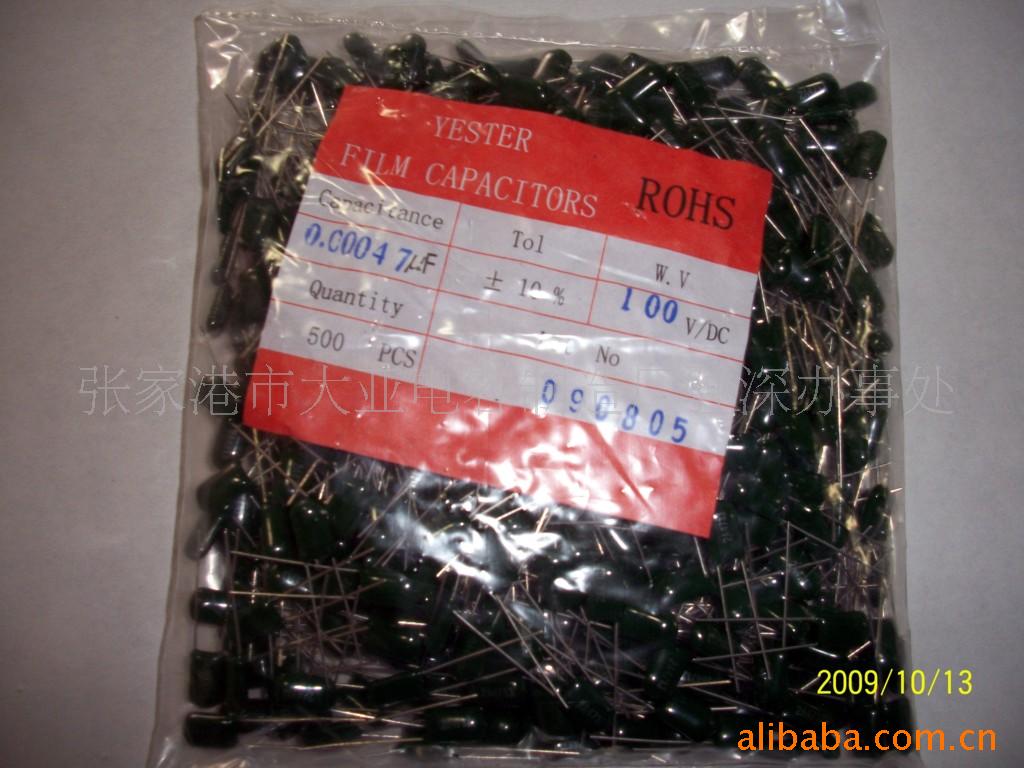 YESTER
FILM CAPACITORS ROHS
Capacitance Tol W.V
0.0047μF ± 10 % 100 V/DC
Quantity No
500 PCS 090805
张家港市大业电 深办事处
2009/10/13
alibaba.com.cn